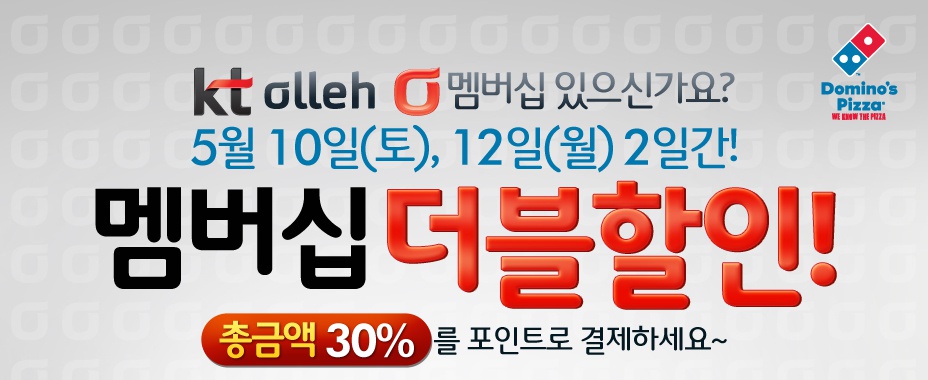 kt olleh 멤버십 있으신가요?
Domino's
Pizza
WE KNOW THE PIZZA
5월 10일(토), 12일(월) 2일간!
멤버십 더블할인!
총금액 30%를 포인트로 결제하세요~